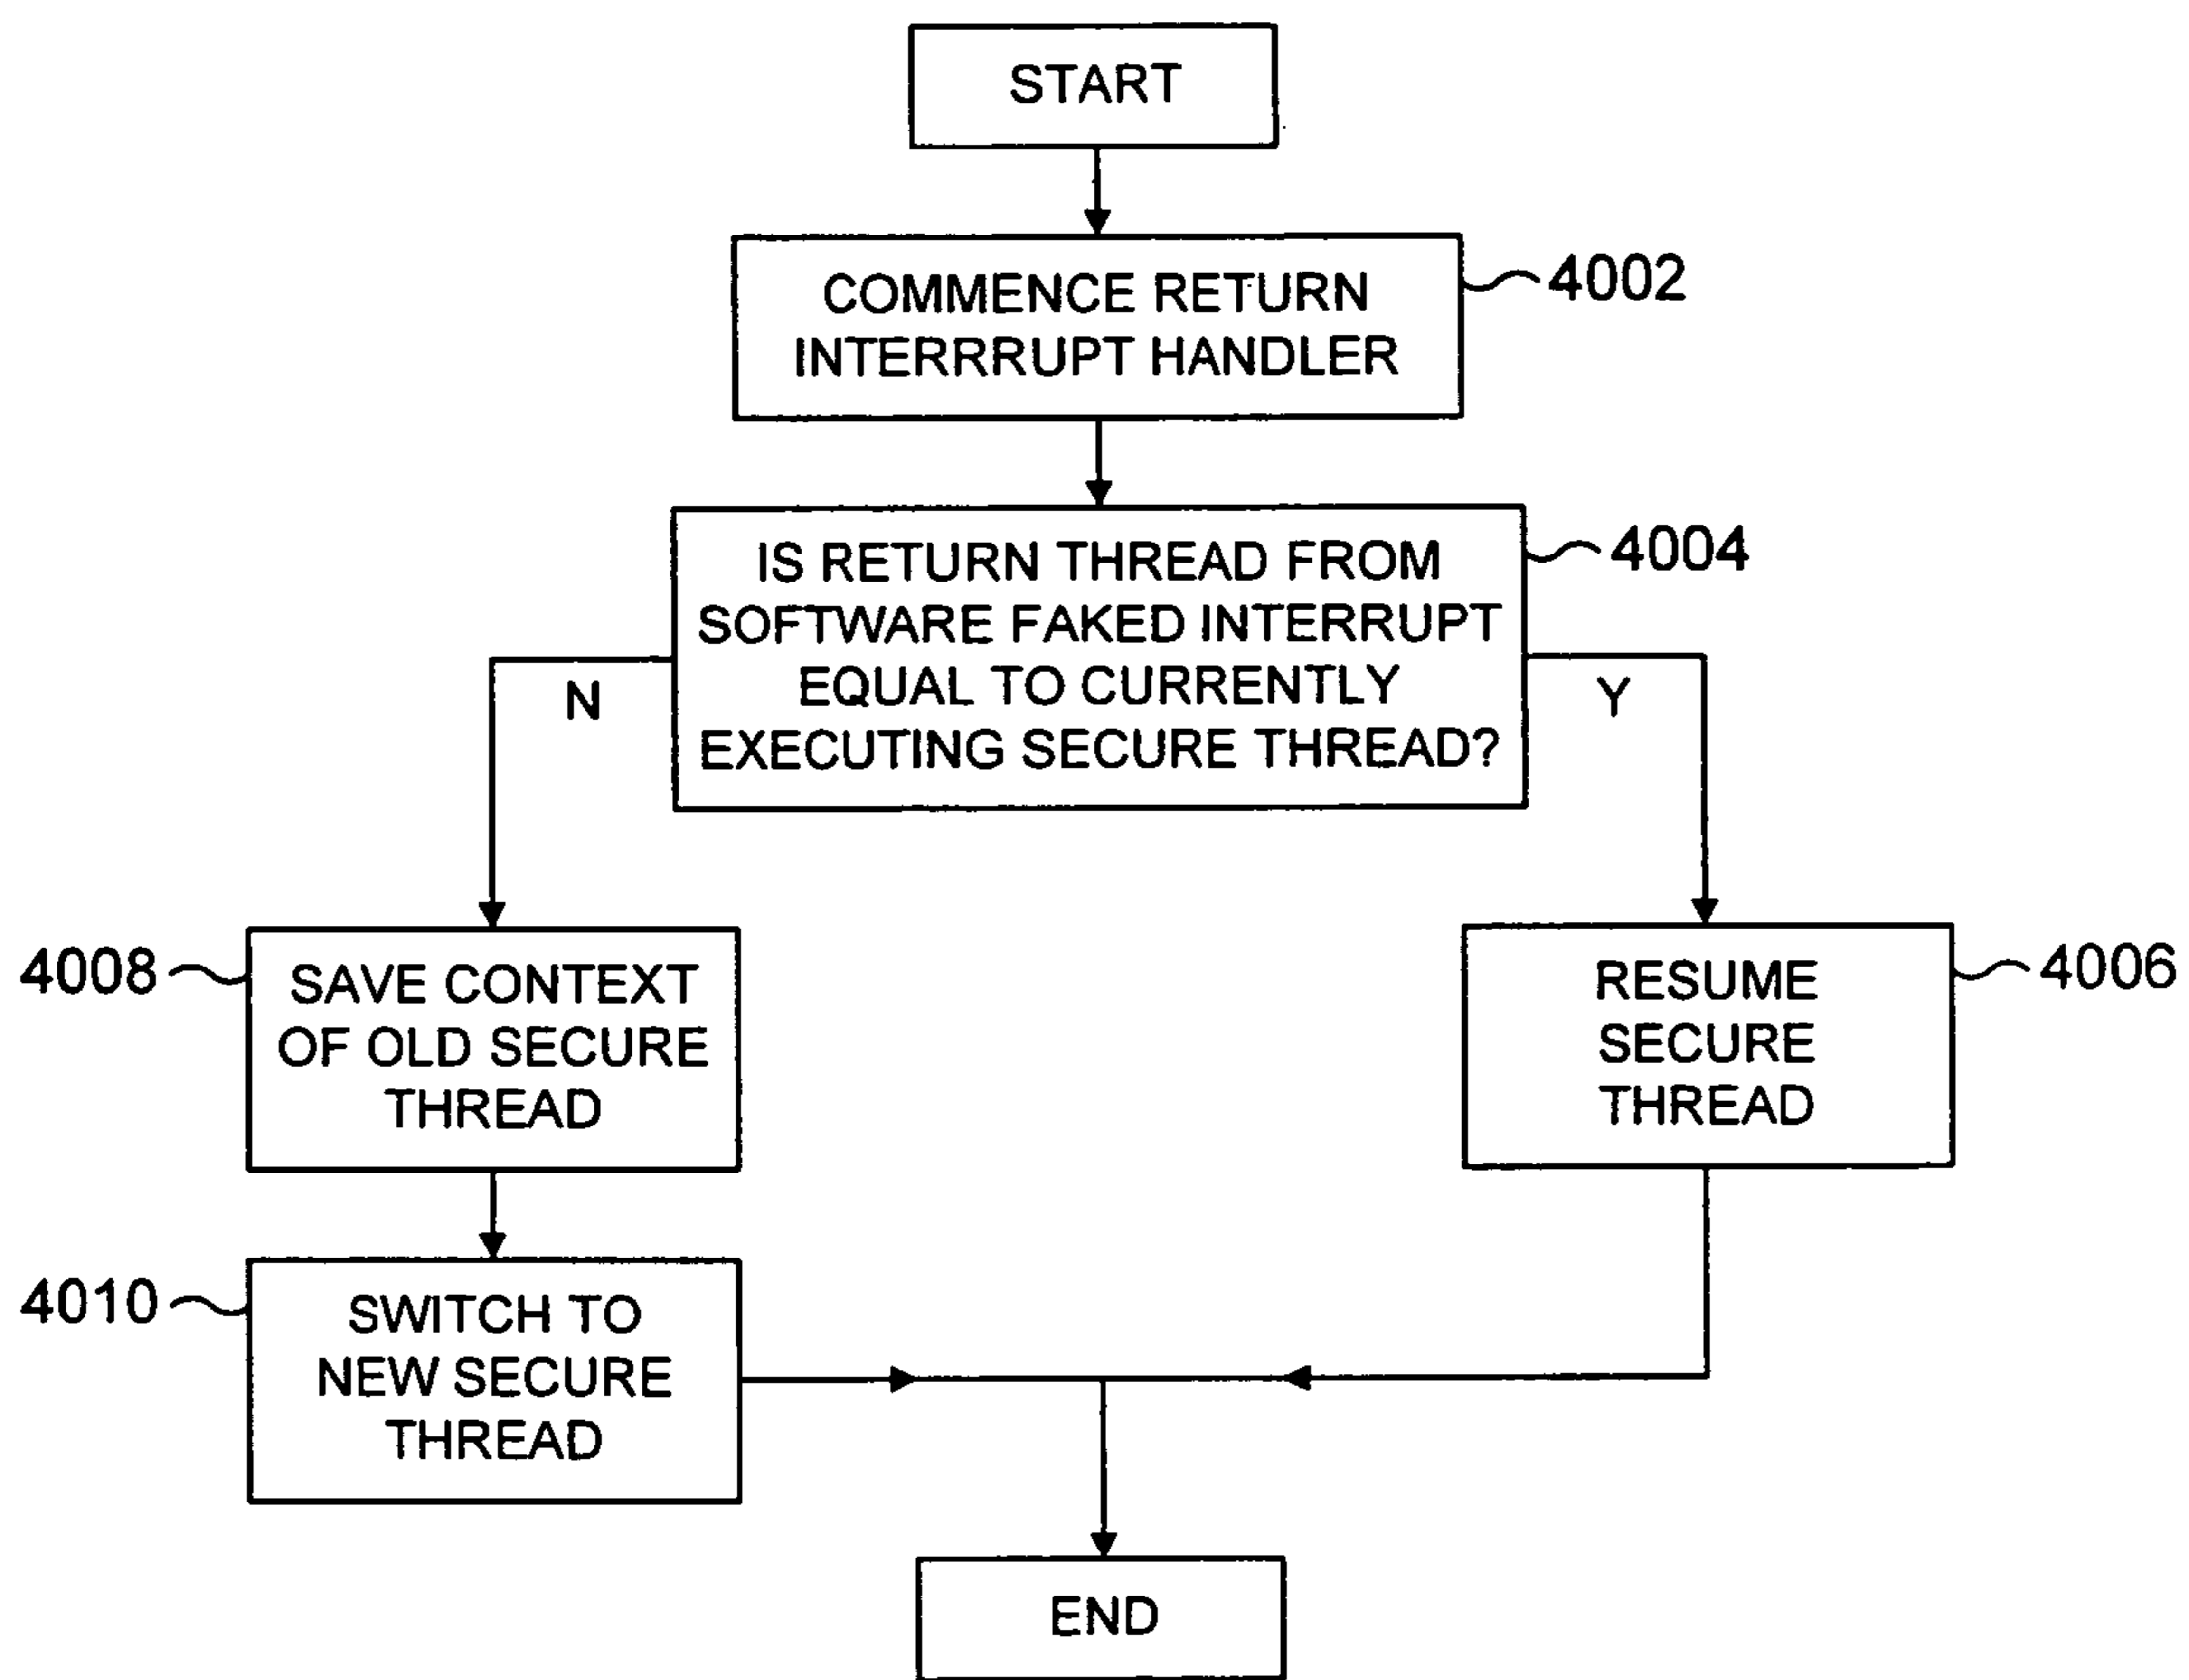 START
COMMENCE RETURN
INTERRRUPT HANDLER
4002
IS RETURN THREAD FROM
SOFTWARE FAKED INTERRUPT
EQUAL TO CURRENTLY
EXECUTING SECURE THREAD?
4004
N
Y
4008
SAVE CONTEXT
OF OLD SECURE
THREAD
RESUME
SECURE
THREAD
4006
4010
SWITCH TO
NEW SECURE
THREAD
END